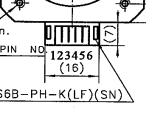 n.
(7)
PIN NO
123456
(16)
S6B-PH-K(LF)(SN)